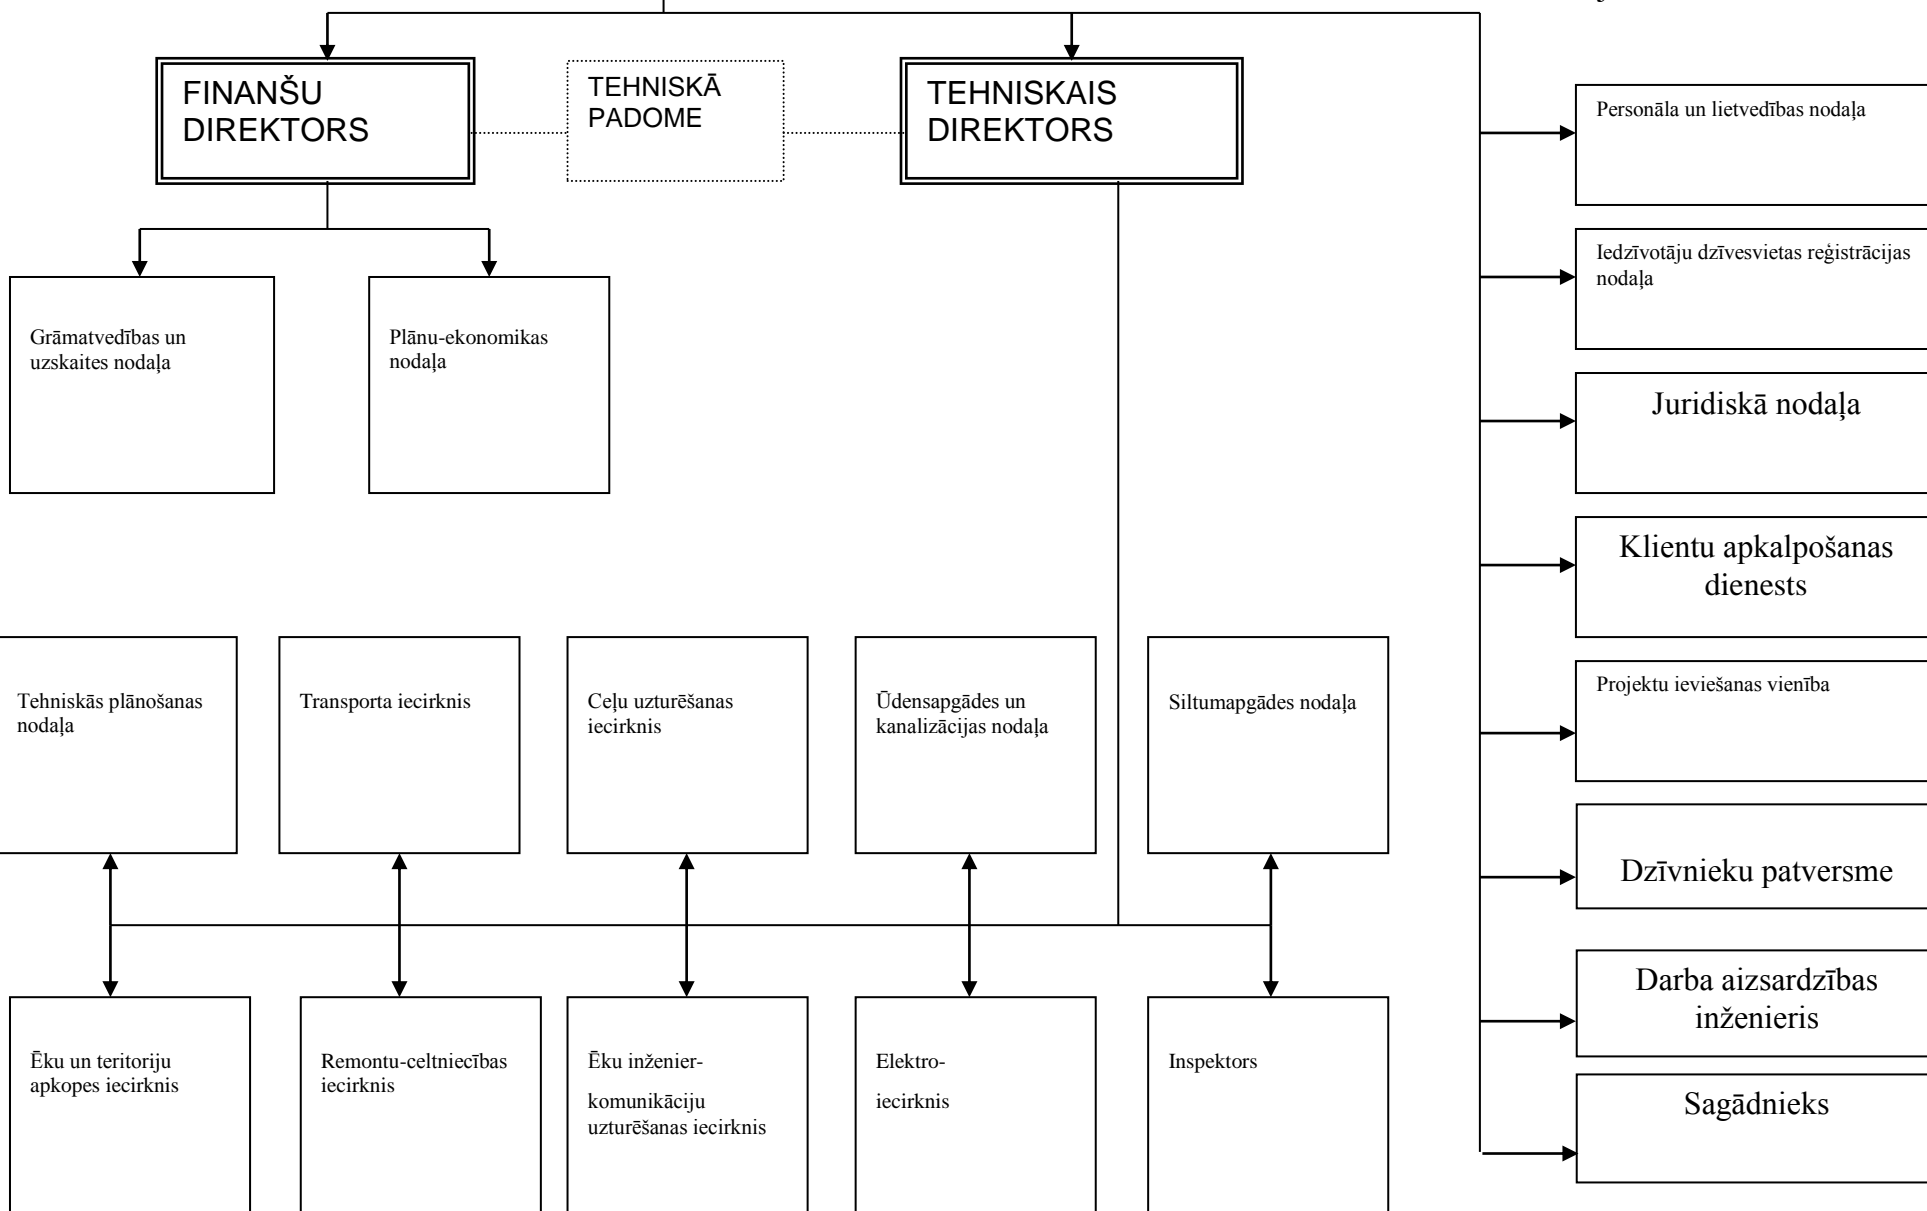 FINANŠU
DIREKTORS
TEHNISKĀ
PADOME
TEHNISKAIS
DIREKTORS
Personāla un lietvedības nodaļa
Iedzīvotāju dzīvesvietas reģistrācijas
nodaļa
Grāmatvedības un
uzskaites nodaļa
Plānu-ekonomikas
nodaļa
Juridiskā nodaļa
Klientu apkalpošanas
dienests
Tehniskās plānošanas
nodaļa
Transporta iecirknis
Ceļu uzturēšanas
iecirknis
Ūdensapgādes un
kanalizācijas nodaļa
Siltumapgādes nodaļa
Projektu ieviešanas vienība
Dzīvnieku patversme
Darba aizsardzības
inženieris
Ēku un teritoriju
apkopes iecirknis
Remontu-celtniecības
iecirknis
Ēku inženier-
komunikāciju
uzturēšanas iecirknis
Elektro-
iecirknis
Inspektors
Sagādnieks